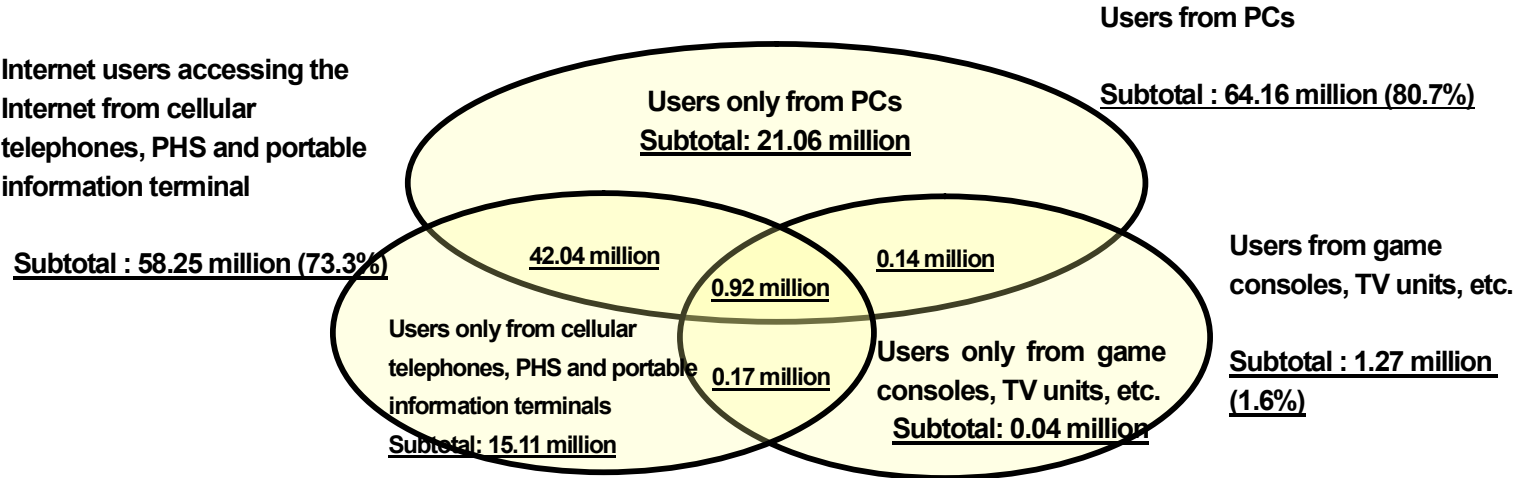 Users from PCs
Subtotal : 64.16 million (80.7%)
Internet users accessing the
Internet from cellular
telephones, PHS and portable
information terminal
Subtotal : 58.25 million (73.3%)
Users only from PCs
Subtotal: 21.06 million
42.04 million
0.92 million
0.14 million
Users from game
consoles, TV units, etc.
Subtotal : 1.27 million
(1.6%)
Users only from cellular
telephones, PHS and portable
information terminals
Subtotal: 15.11 million
0.17 million
Users only from game
consoles, TV units, etc.
Subtotal: 0.04 million